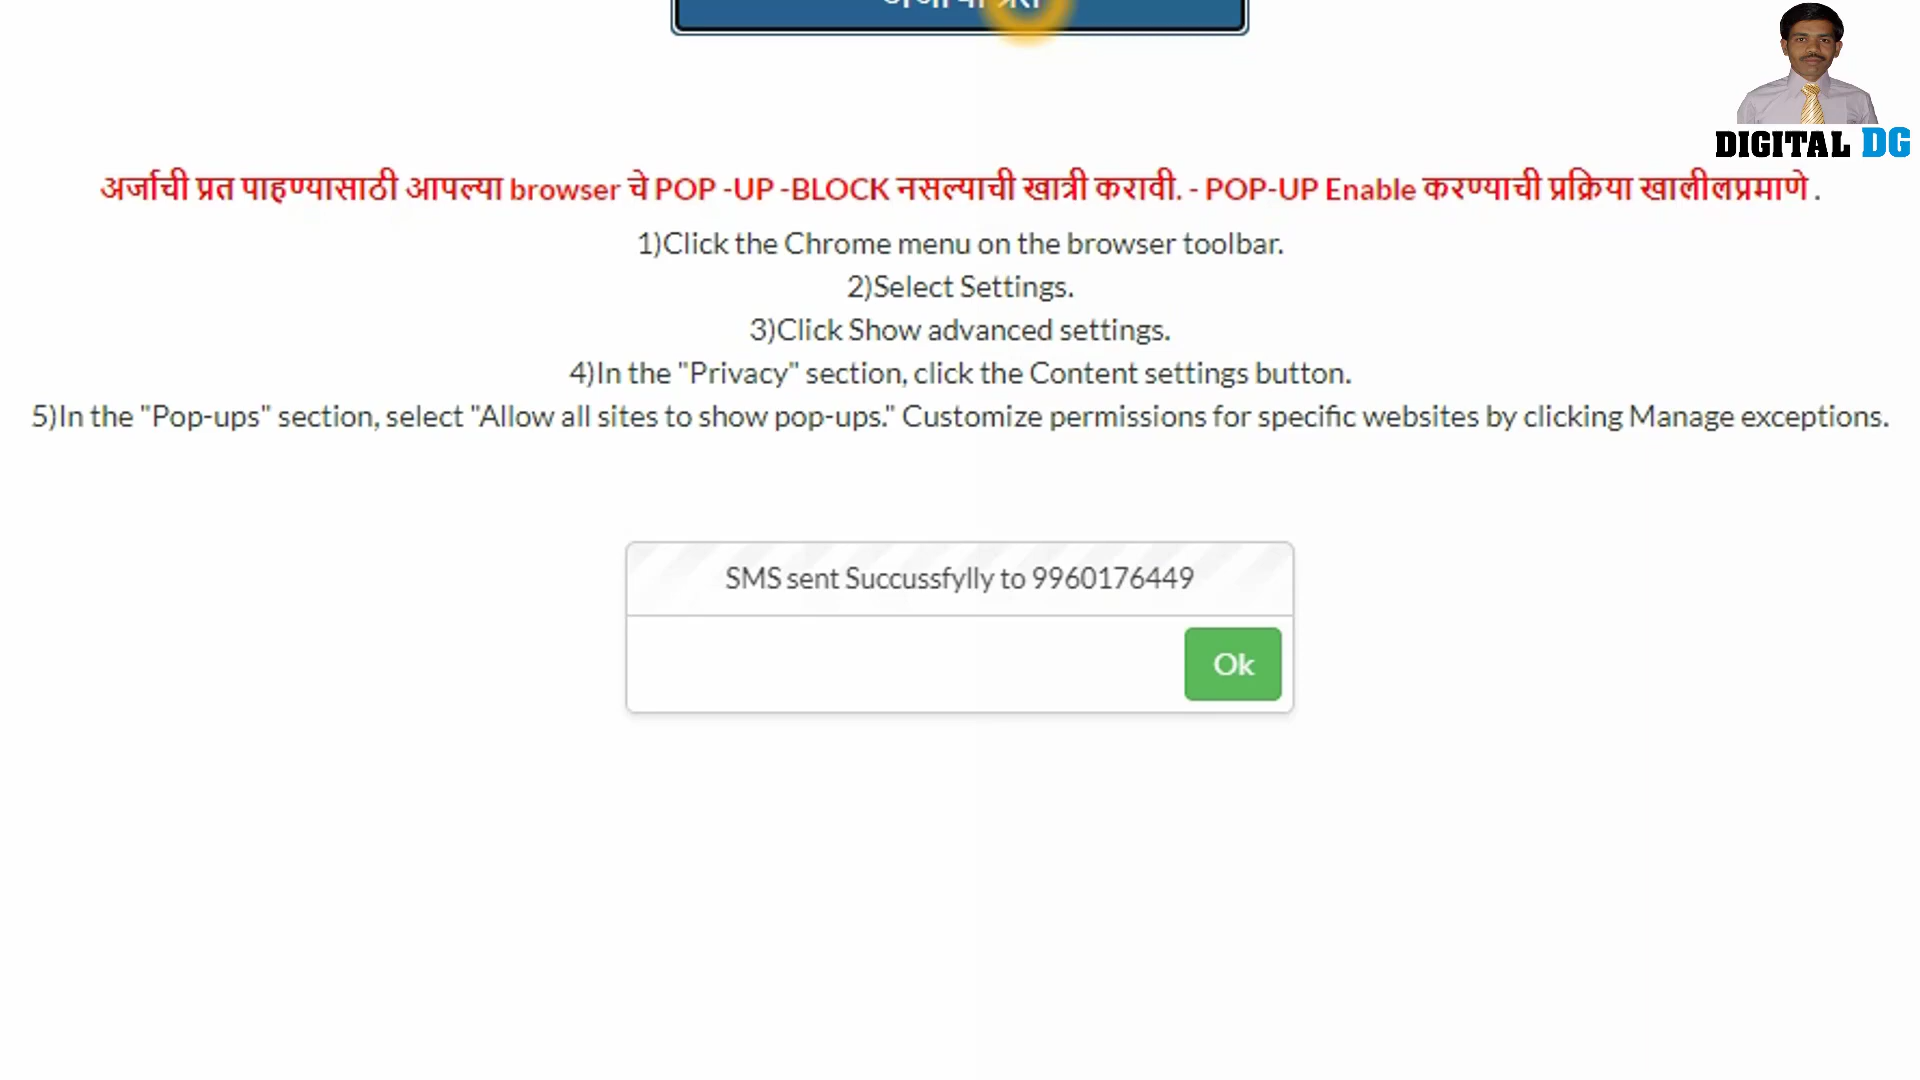 DIGITAL DG
अर्जाची प्रत पाहण्यासाठी आपल्या browser चे POP -UP -BLOCK नसल्याची खात्री करावी. - POP-UP Enable करण्याची प्रक्रिया खालीलप्रमाणे .
1)Click the Chrome menu on the browser toolbar.
2)Select Settings.
3)Click Show advanced settings.
4)In the "Privacy" section, click the Content settings button.
5)In the "Pop-ups" section, select "Allow all sites to show pop-ups." Customize permissions for specific websites by clicking Manage exceptions.
SMS sent Succussfylly to 9960176449
Ok